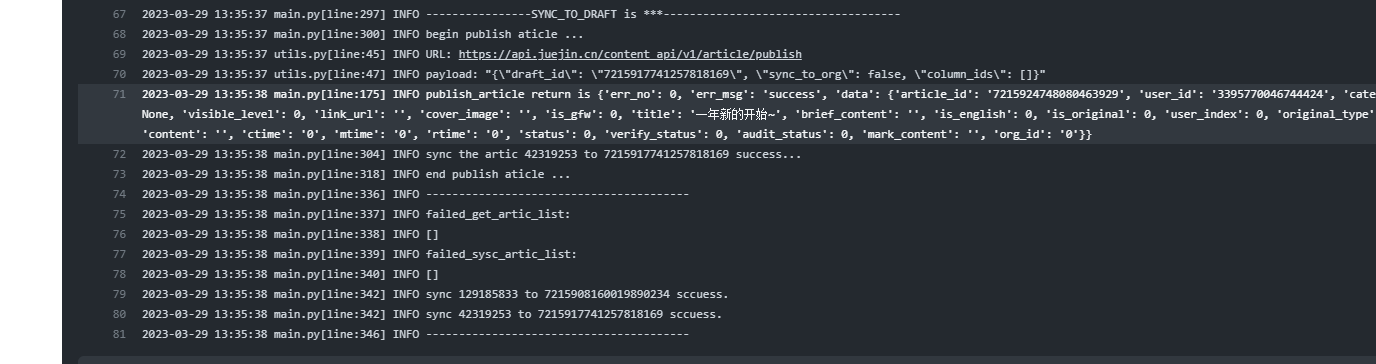 67 2023-03-29 13:35:37 main.py[line:297] INFO ----------------SYNC_TO_DRAFT is ***------------------------------------
68 2023-03-29 13:35:37 main.py[line:300] INFO begin publish aticle ...
69 2023-03-29 13:35:37 utils.py[line:45] INFO URL: https://api.juejin.cn/content_api/v1/article/publish
70 2023-03-29 13:35:37 utils.py[line:47] INFO payload: "{\"draft_id\": \"7215917741257818169\", \"sync_to_org\": false, \"column_ids\": []}"
71 2023-03-29 13:35:38 main.py[line:175] INFO publish_article return is {'err_no': 0, 'err_msg': 'success', 'data': {'article_id': '7215924748080463929', 'user_id': '3395770046744424', 'cate
None, 'visible_level': 0, 'link_url': '', 'cover_image': '', 'is_gfw': 0, 'title': '一年新的开始~', 'brief_content': '', 'is_english': 0, 'is_original': 0, 'user_index': 0, 'original_type'
'content': '', 'ctime': '0', 'mtime': '0', 'rtime': '0', 'status': 0, 'verify_status': 0, 'audit_status': 0, 'mark_content': '', 'org_id': '0'}}
72 2023-03-29 13:35:38 main.py[line:304] INFO sync the artic 42319253 to 7215917741257818169 success...
73 2023-03-29 13:35:38 main.py[line:318] INFO end publish aticle ...
74 2023-03-29 13:35:38 main.py[line:336] INFO ----------------------------------------
75 2023-03-29 13:35:38 main.py[line:337] INFO failed_get_artic_list:
76 2023-03-29 13:35:38 main.py[line:338] INFO []
77 2023-03-29 13:35:38 main.py[line:339] INFO failed_sysc_artic_list:
78 2023-03-29 13:35:38 main.py[line:340] INFO []
79 2023-03-29 13:35:38 main.py[line:342] INFO sync 129185833 to 7215908160019890234 sccuess.
80 2023-03-29 13:35:38 main.py[line:342] INFO sync 42319253 to 7215917741257818169 sccuess.
81 2023-03-29 13:35:38 main.py[line:346] INFO ----------------------------------------